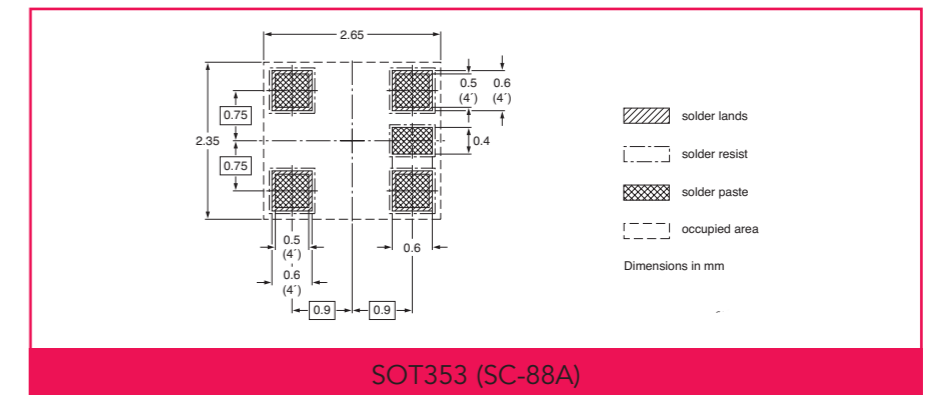 2.65
0.5 0.6
(4´) (4´)
0.75
2.35
0.4
0.75
0.5
(4´)
0.6
0.6
(4´)
0.9 0.9
solder lands
solder resist
solder paste
occupied area
Dimensions in mm
SOT353 (SC-88A)